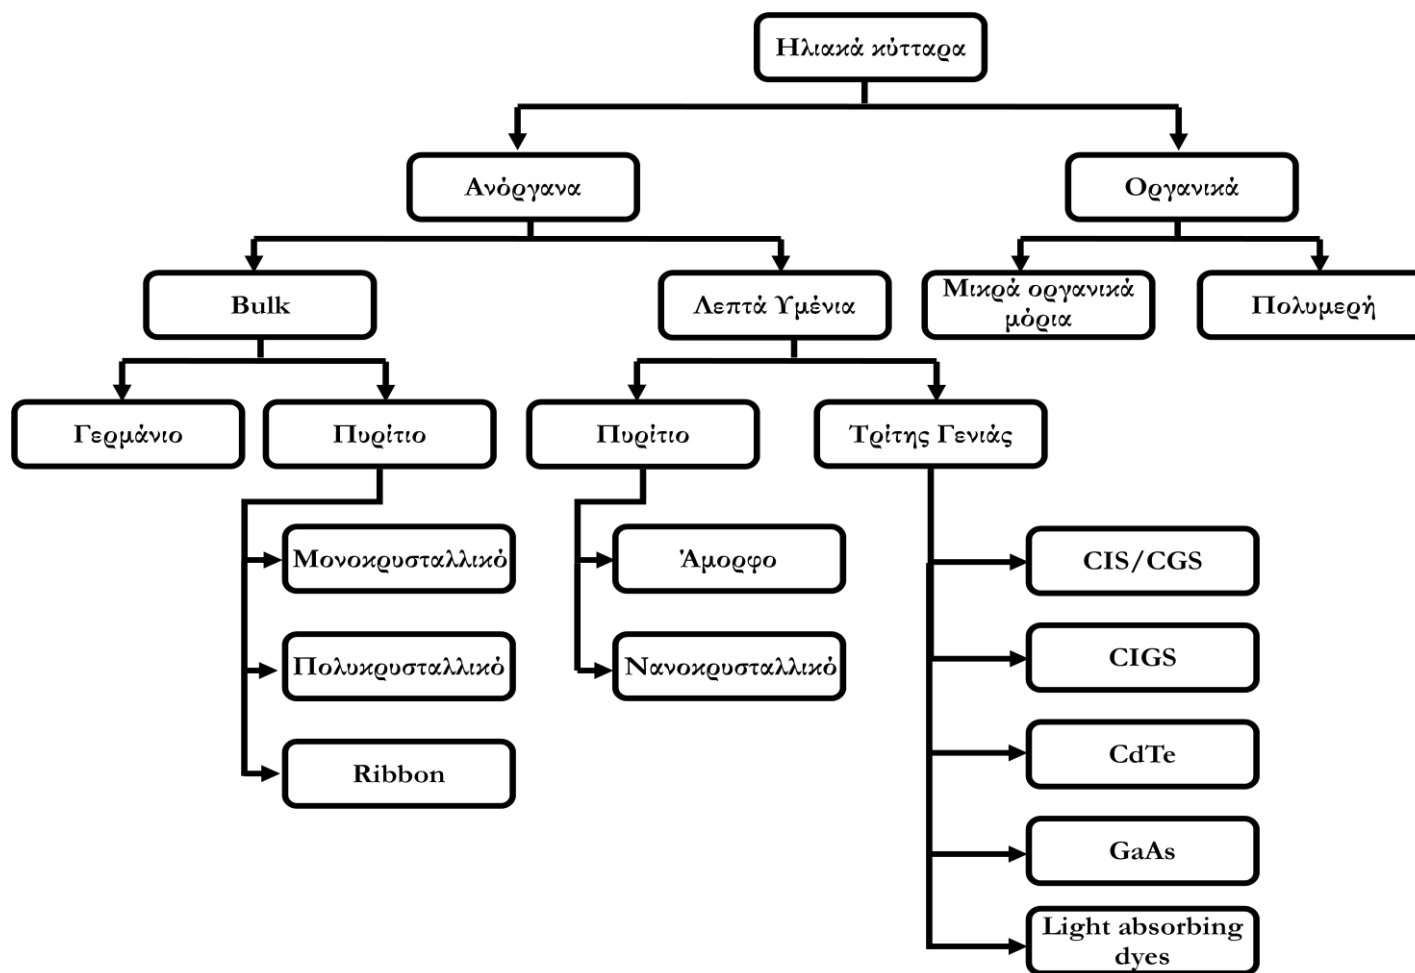 Ηλιακά κύτταρα
Ανόργανα
Οργανικά
Bulk
Λεπτά Υμένια
Μικρά οργανικά
μόρια
Πολυμερή
Γερμάνιο
Πυρίτιο
Πυρίτιο
Τρίτης Γενιάς
Μονοκρυσταλλικό
Πολυκρυσταλλικό
Ribbon
Άμορφο
Νανοκρυσταλλικό
CIS/CGS
CIGS
CdTe
GaAs
Light absorbing
dyes